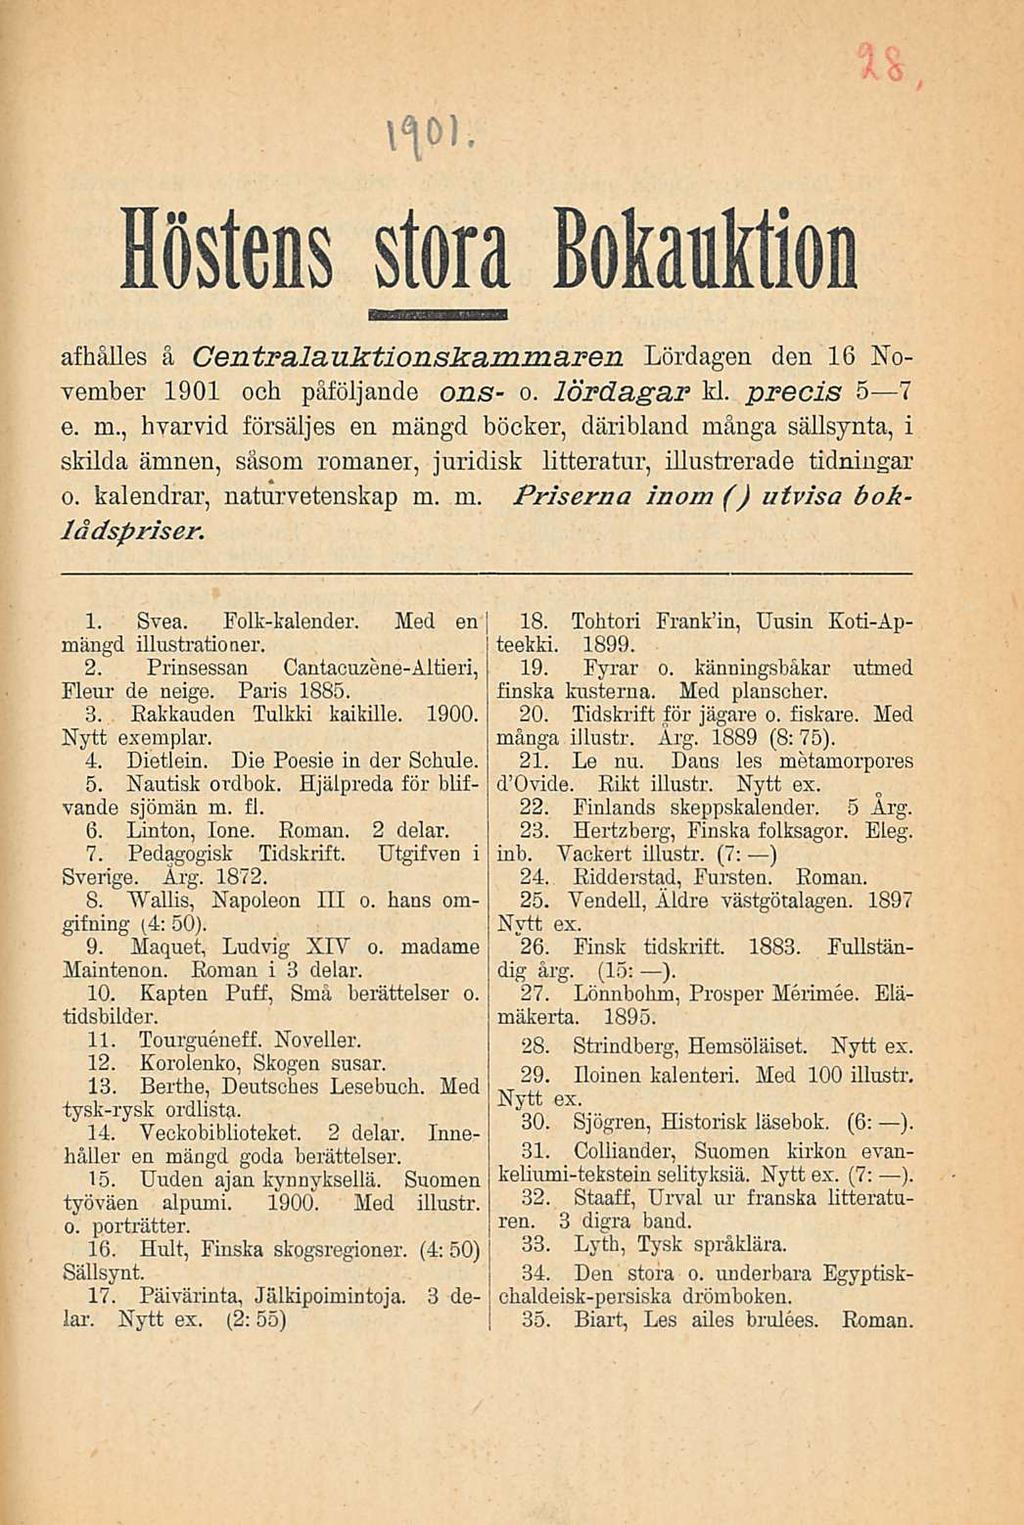 28,
1901.
Höstens stora Bokauktion
afhålles å Centralauktionskammaren Lördagen den 16 No-
vember 1901 och påföljande ons- o. lördagar kl. precis 5—7
e. m., hvarvid försäljes en mängd böcker, däribland många sällsynta, i
skilda ämnen, såsom romaner, juridisk litteratur, illustrerade tidningar
o. kalendrar, naturvetenskap m. m. Priserna inom () utvisa bok-
lådspriser.
1. Svea. Folk-kalender. Med en
mängd illustrationer.
2. Prinsessan Cantacuzène-Altieri,
Fleur de neige. Paris 1885.
3. Rakkauden Tulkki kaikille. 1900.
Nytt exemplar.
4. Dietlein. Die Poesie in der Schule.
5. Nautisk ordbok. Hjälpreda för blif-
vande sjömän m. fl.
6. Linton, Ione. Roman. 2 delar.
7. Pedagogisk Tidskrift. Utgifven i
Sverige. Årg. 1872.
8. Wallis, Napoleon III o. hans om-
gifning (4: 50).
9. Maquet, Ludvig XIV o. madame
Maintenon. Roman i 3 delar.
10. Kapten Puff, Små berättelser o.
tidsbilder.
11. Tourguéneff. Noveller.
12. Korolenko, Skogen susar.
13. Berthe, Deutsches Lesebuch. Med
tysk-rysk ordlista.
14. Veckobiblioteket. 2 delar. Inne-
håller en mängd goda berättelser.
15. Uuden ajan kynnyksellä. Suomen
työväen alpumi. 1900. Med illustr.
o. porträtter.
16. Hult, Finska skogsregioner. (4: 50)
Sällsynt.
17. Päivärinta, Jälkipoimintoja. 3 de-
lar. Nytt ex. (2: 55)
18. Tohtori Frank'in, Uusin Koti-Ap-
teekki. 1899.
19. Fyrar o. känningsbåkar utmed
finska kusterna. Med planscher.
20. Tidskrift för jägare o. fiskare. Med
många illustr. Årg. 1889 (8: 75).
21. Le nu. Dans les mètamorpores
d'Ovide. Rikt illustr. Nytt ex.
22. Finlands skeppskalender. 5 Årg.
23. Hertzberg, Finska folksagor. Eleg.
inb. Vackert illustr. (7: —)
24. Ridderstad, Fursten. Roman.
25. Vendell, Äldre västgötalagen. 1897
Nytt ex.
26. Finsk tidskrift. 1883. Fullstän-
dig årg. (15: —).
27. Lönnbohm, Prosper Mérimée. Elä-
mäkerta. 1895.
28. Strindberg, Hemsöläiset. Nytt ex.
29. Iloinen kalenteri. Med 100 illustr.
Nytt ex.
30. Sjögren, Historisk läsebok. (6: —).
31. Colliander, Suomen kirkon evan-
keliumi-tekstein selityksiä. Nytt ex. (7: —).
32. Staaff, Urval ur franska litteratu-
ren. 3 digra band.
33. Lyth, Tysk språklära.
34. Den stora o. underbara Egyptisk-
chaldeisk-persiska drömboken.
35. Biart, Les ailes brulées. Roman.